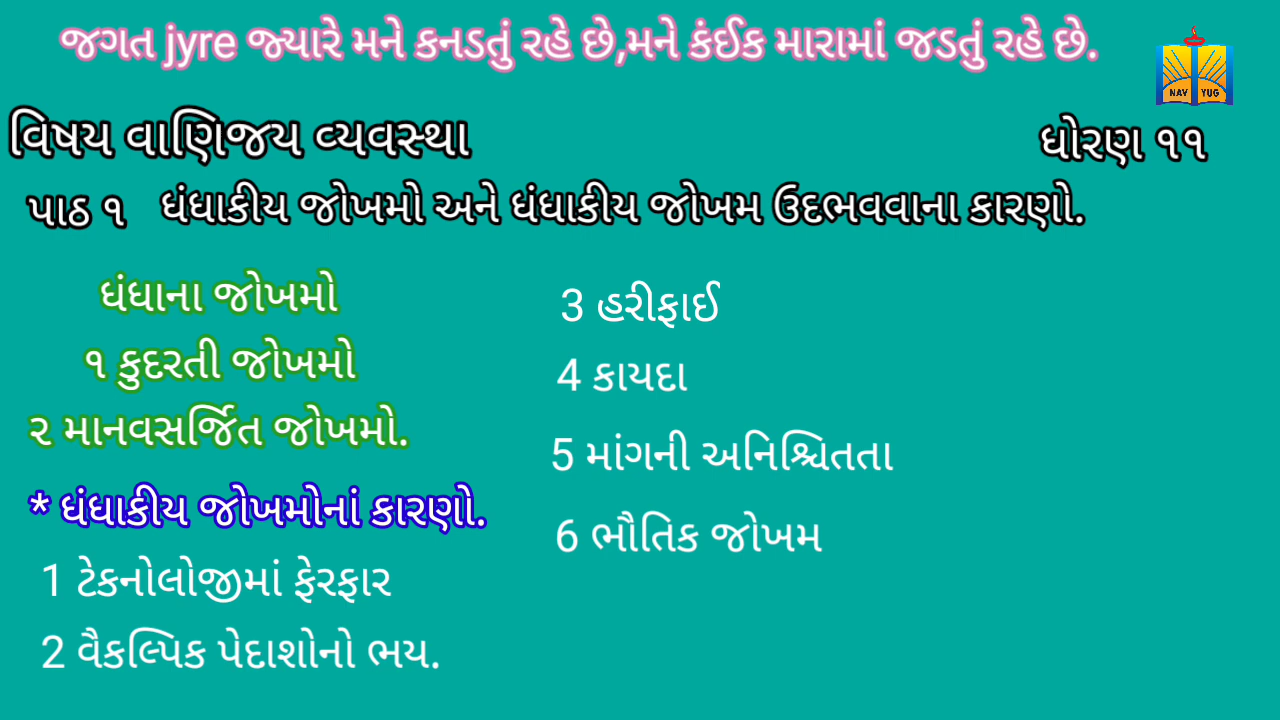 જગત jyre જ્યારે મને કનડતું રહે છે,મને કંઈક મારામાં જડતું રહે છે.
NAV YUG
વિષય વાણિજય વ્યવસ્થા
ધોરણ ૧૧
પાઠ ૧ ધંધાકીય જોખમો અને ધંધાકીય જોખમ ઉદભવવાના કારણો.
ધંધાના જોખમો
૧ કુદરતી જોખમો
૨ માનવસર્જિત જોખમો.
* ધંધાકીય જોખમોનાં કારણો.
1 ટેકનોલોજીમાં ફેરફાર
2 વૈકલ્પિક પેદાશોનો ભય.
3 હરીફાઈ
4 કાયદા
5 માંગની અનિશ્ચિતતા
6 ભૌતિક જોખમ